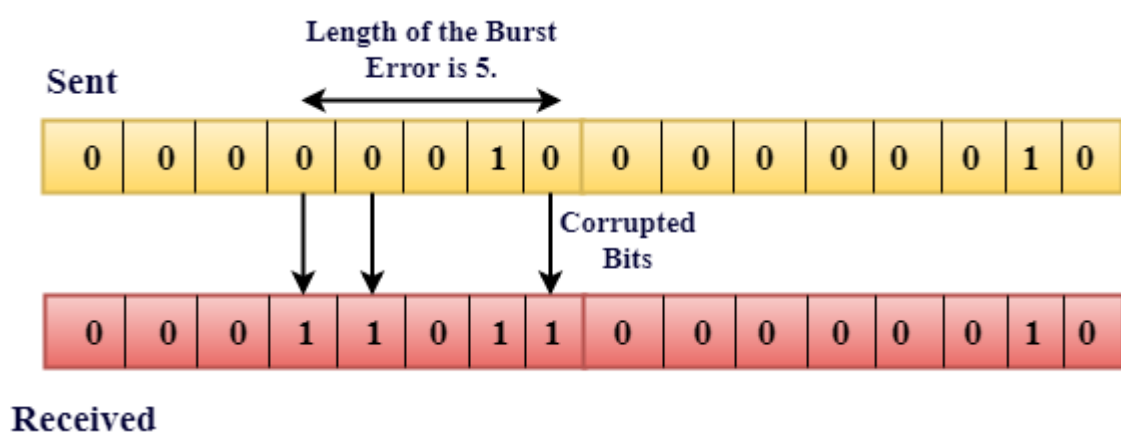 Length of the Burst
Error is 5.
Sent
0 0 0 0 0 0 1 0 0 0 0 0 0 0 1 0
Corrupted
Bits
0 0 0 1 1 0 1 1 0 0 0 0 0 0 1 0
Received